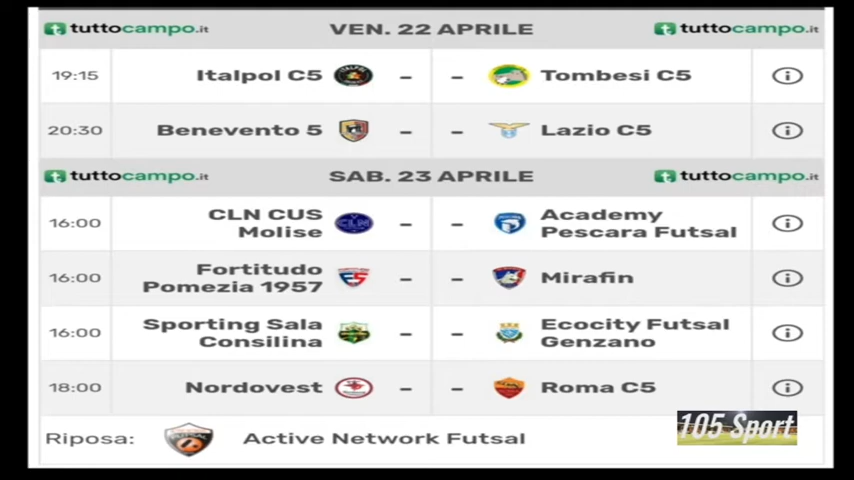 tuttocampo.it VEN. 22 APRILE tuttocampo.it
19:15 Italpol C5 - - Tombesi C5
20:30 Benevento 5 - - Lazio C5
tuttocampo.it SAB. 23 APRILE tuttocampo.it
16:00 CLN CUS Molise - - Academy Pescara Futsal
16:00 Fortitudo Pomezia 1957 - - Mirafin
16:00 Sporting Sala Consilina - - Ecocity Futsal Genzano
18:00 Nordovest - - Roma C5
Riposa: Active Network Futsal
105 Sport